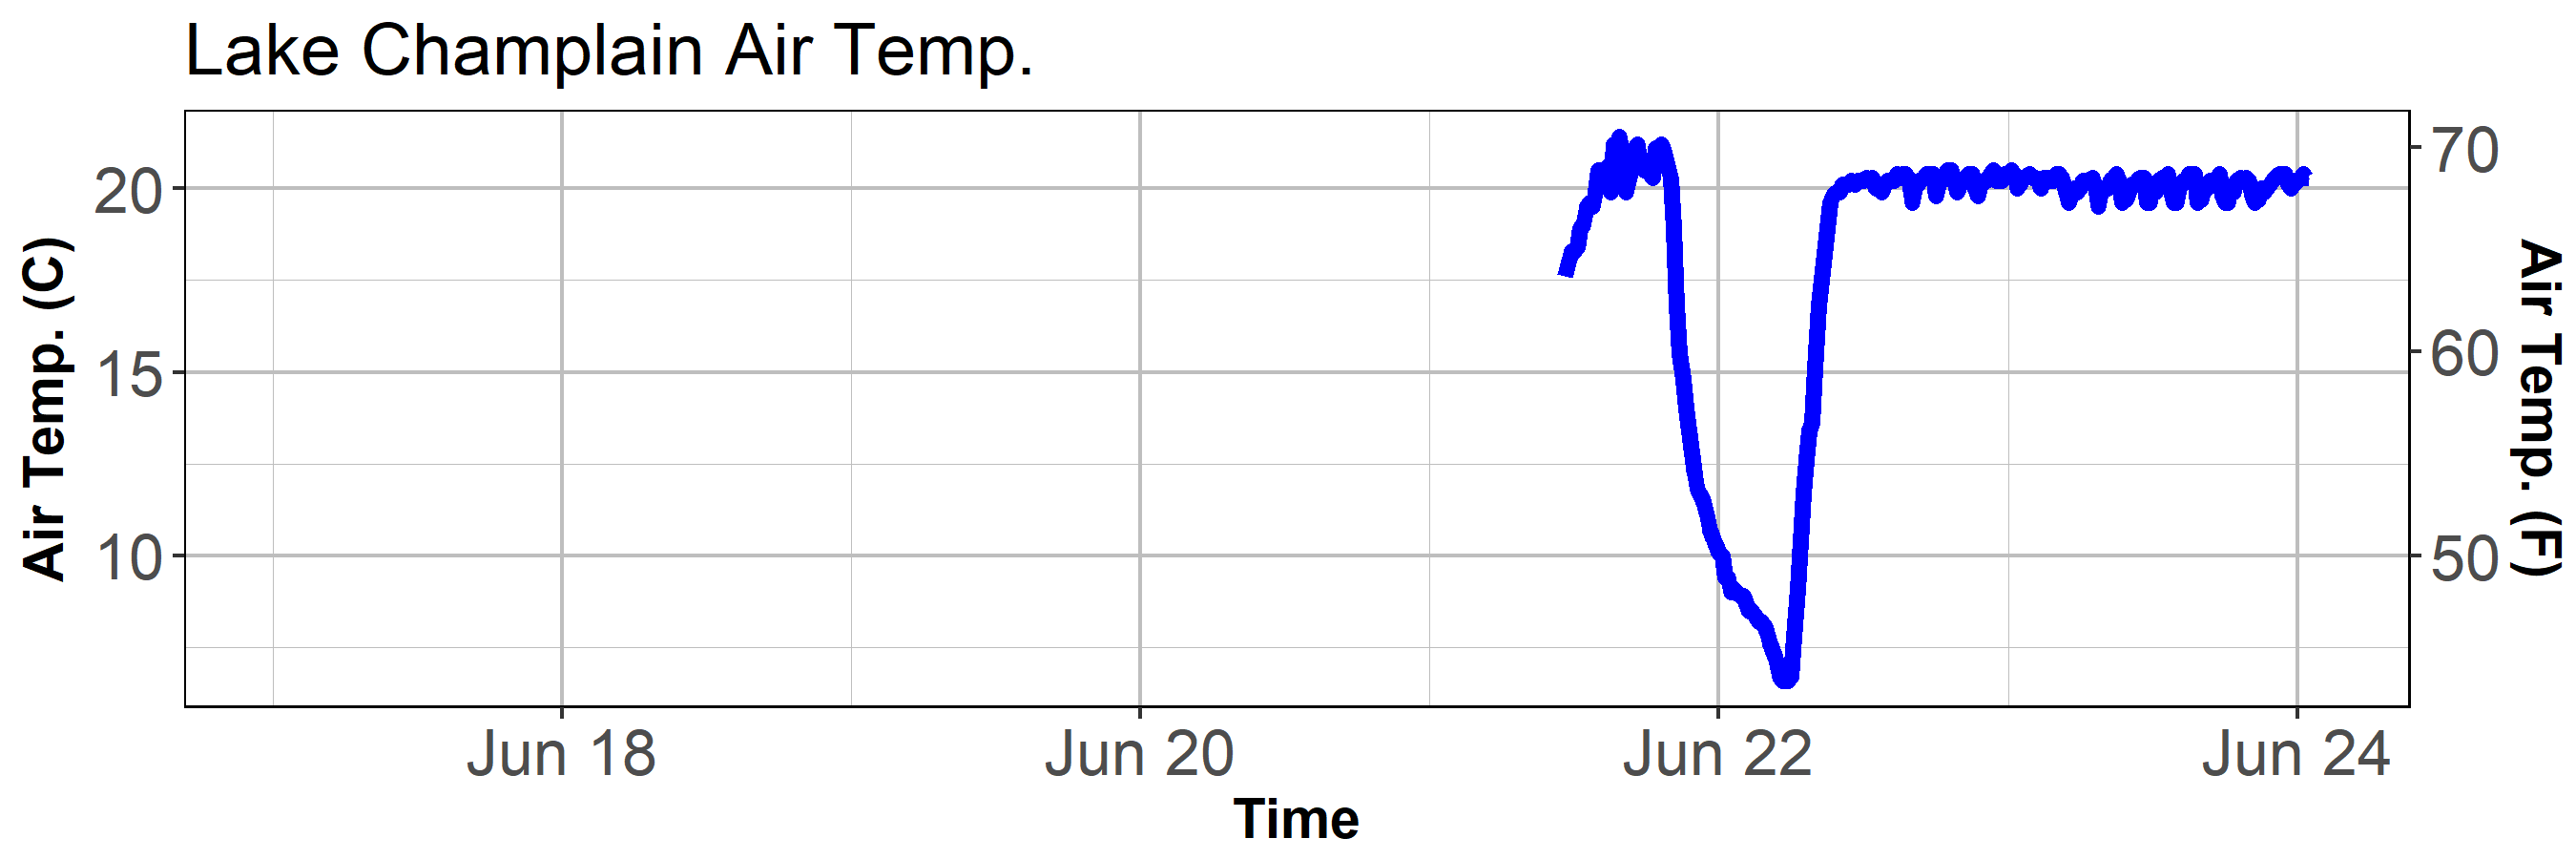 Lake Champlain Air Temp.
Air Temp. (C)
20
15
10
70
60
50
Air Temp. (F)
Jun 18
Jun 20
Jun 22
Jun 24
Time